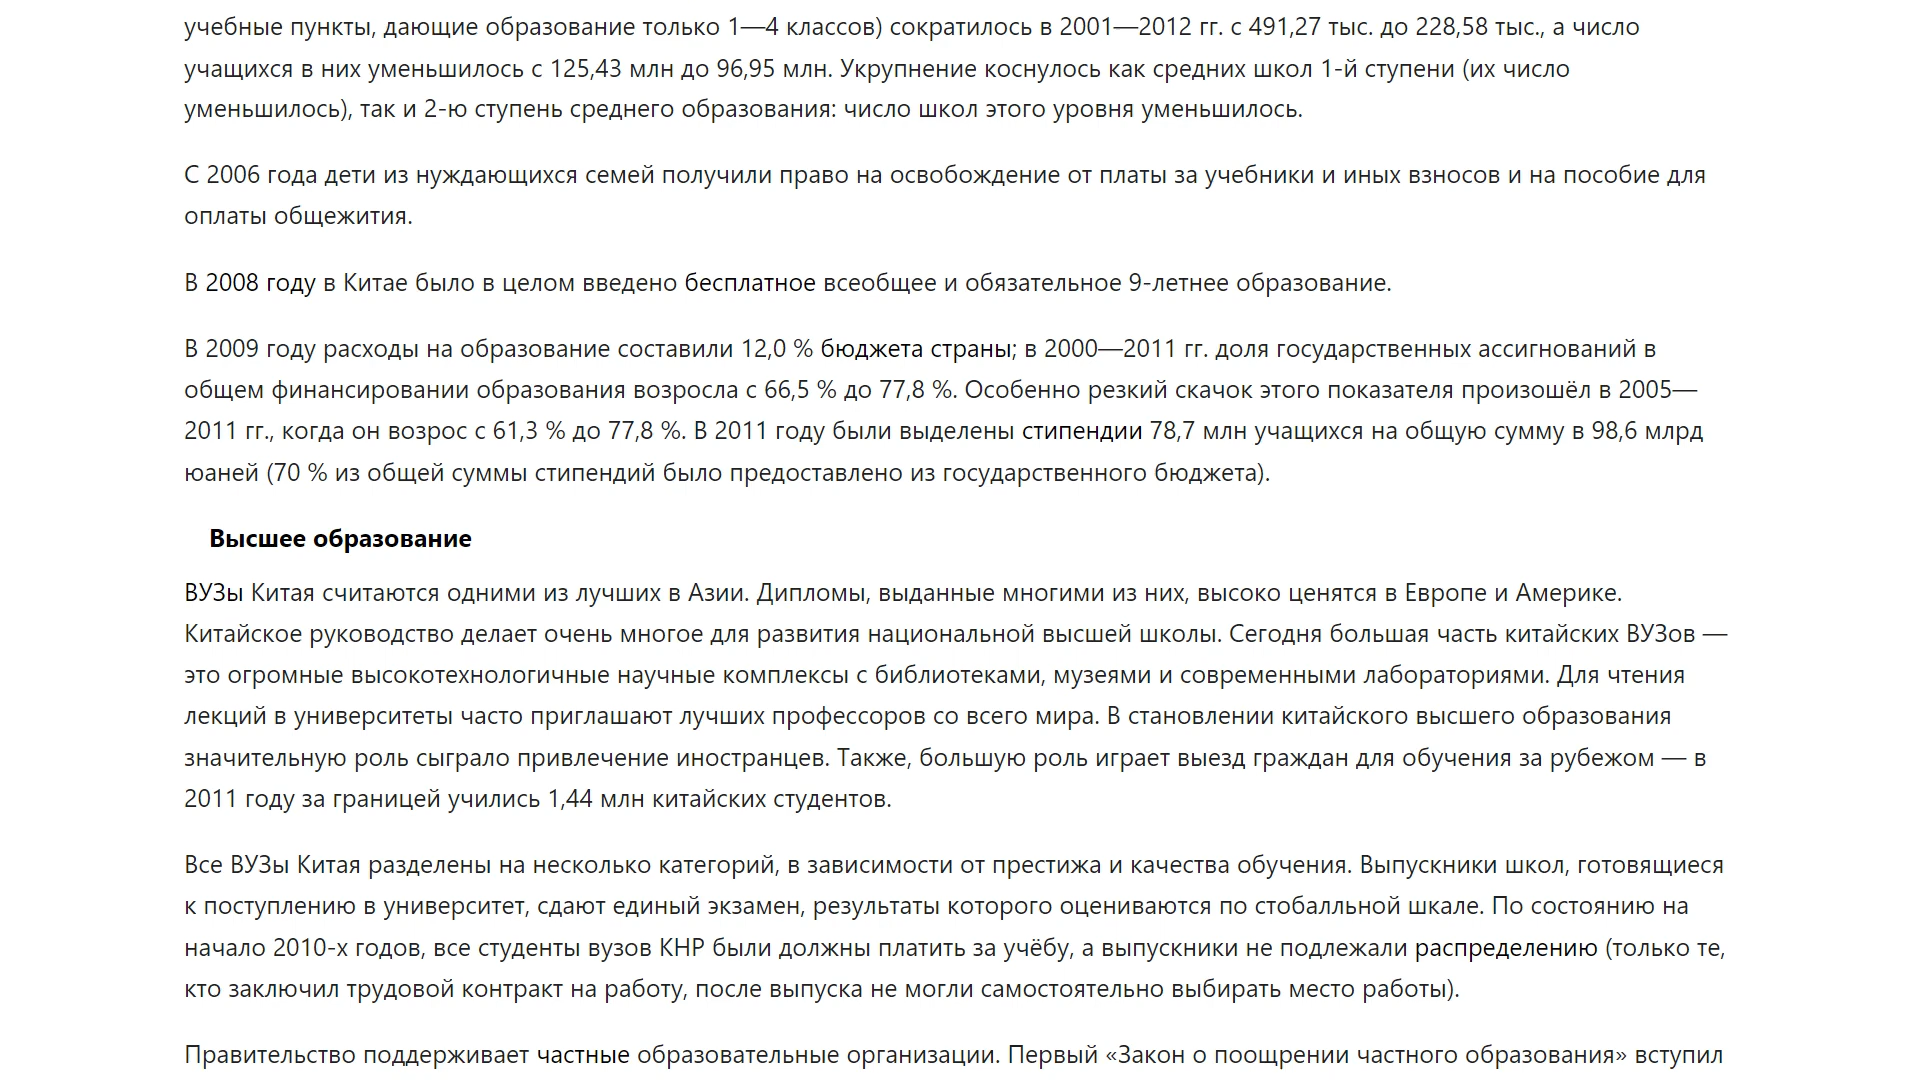 учебные пункты, дающие образование только 1—4 классов) сократилось в 2001—2012 гг. с 491,27 тыс. до 228,58 тыс., а число
учащихся в них уменьшилось с 125,43 млн до 96,95 млн. Укрупнение коснулось как средних школ 1-й ступени (их число
уменьшилось), так и 2-ю ступень среднего образования: число школ этого уровня уменьшилось.
С 2006 года дети из нуждающихся семей получили право на освобождение от платы за учебники и иных взносов и на пособие для
оплаты общежития.
В 2008 году в Китае было в целом введено бесплатное всеобщее и обязательное 9-летнее образование.
В 2009 году расходы на образование составили 12,0 % бюджета страны; в 2000—2011 гг. доля государственных ассигнований в
общем финансировании образования возросла с 66,5 % до 77,8 %. Особенно резкий скачок этого показателя произошёл в 2005—
2011 гг., когда он возрос с 61,3 % до 77,8 %. В 2011 году были выделены стипендии 78,7 млн учащихся на общую сумму в 98,6 млрд
юаней (70 % из общей суммы стипендий было предоставлено из государственного бюджета).
Высшее образование
ВУЗы Китая считаются одними из лучших в Азии. Дипломы, выданные многими из них, высоко ценятся в Европе и Америке.
Китайское руководство делает очень многое для развития национальной высшей школы. Сегодня большая часть китайских ВУЗов —
это огромные высокотехнологичные научные комплексы с библиотеками, музеями и современными лабораториями. Для чтения
лекций в университеты часто приглашают лучших профессоров со всего мира. В становлении китайского высшего образования
значительную роль сыграло привлечение иностранцев. Также, большую роль играет выезд граждан для обучения за рубежом — в
2011 году за границей учились 1,44 млн китайских студентов.
Все ВУЗы Китая разделены на несколько категорий, в зависимости от престижа и качества обучения. Выпускники школ, готовящиеся
к поступлению в университет, сдают единый экзамен, результаты которого оцениваются по стобалльной шкале. По состоянию на
начало 2010-х годов, все студенты вузов КНР были должны платить за учёбу, а выпускники не подлежали распределению (только те,
кто заключил трудовой контракт на работу, после выпуска не могли самостоятельно выбирать место работы).
Правительство поддерживает частные образовательные организации. Первый «Закон о поощрении частного образования» вступил